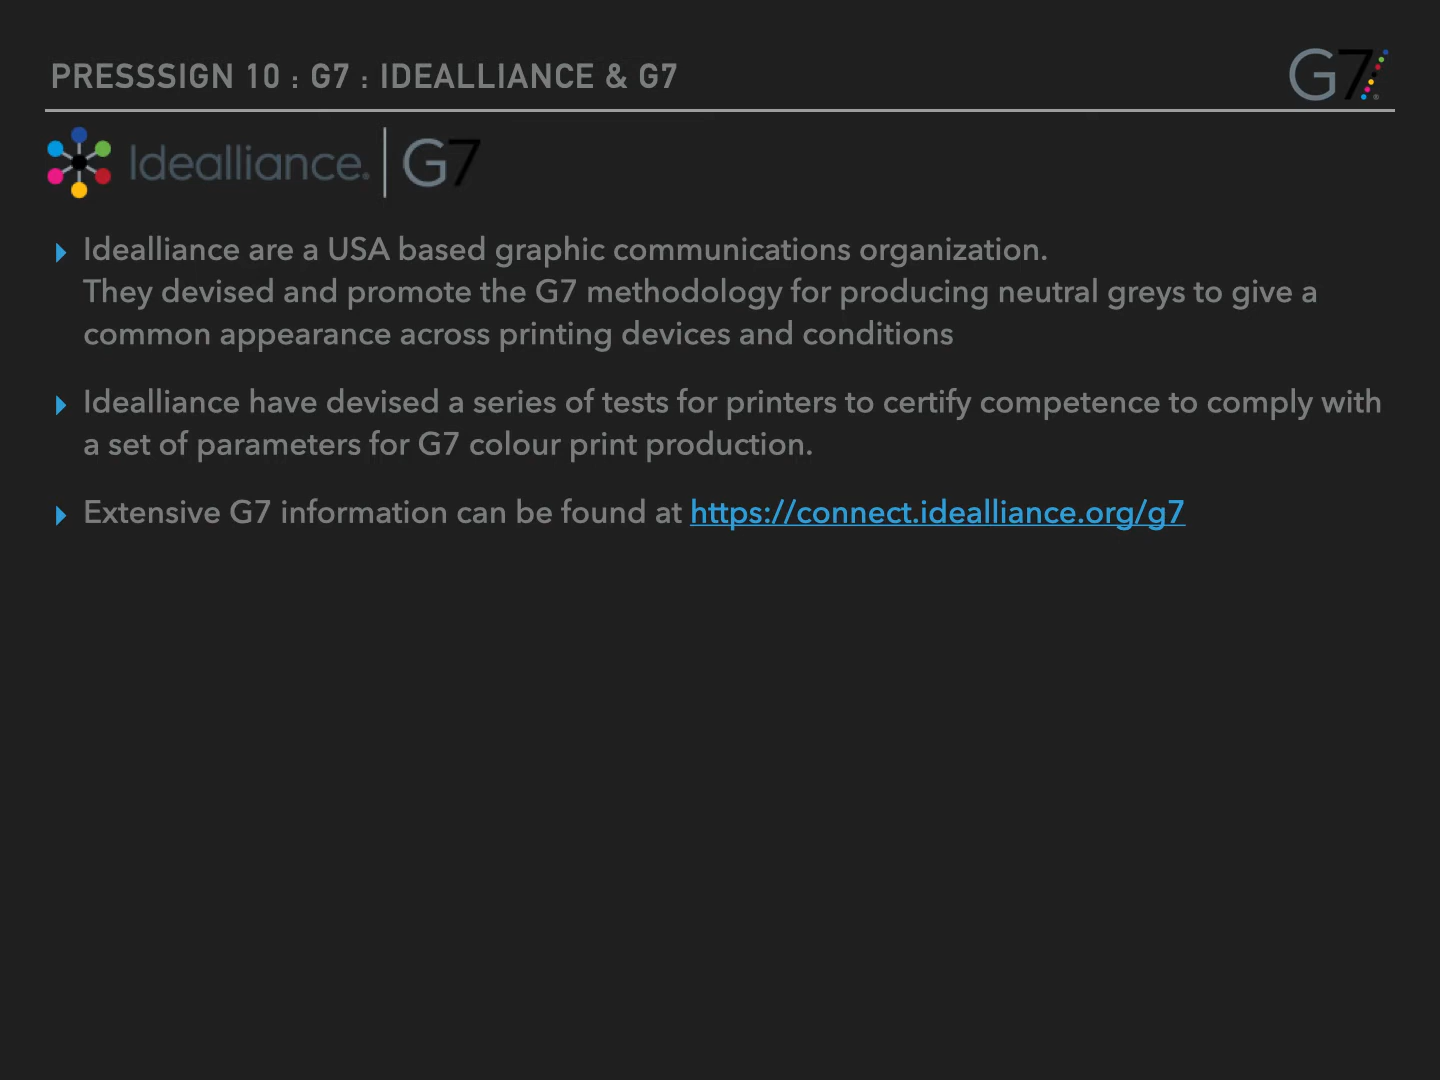 PRESSSIGN 10 : G7 : IDEALLIANCE & G7
G7®
Idealliance. | G7
Idealliance are a USA based graphic communications organization.
They devised and promote the G7 methodology for producing neutral greys to give a
common appearance across printing devices and conditions
Idealliance have devised a series of tests for printers to certify competence to comply with
a set of parameters for G7 colour print production.
Extensive G7 information can be found at https://connect.idealliance.org/g7